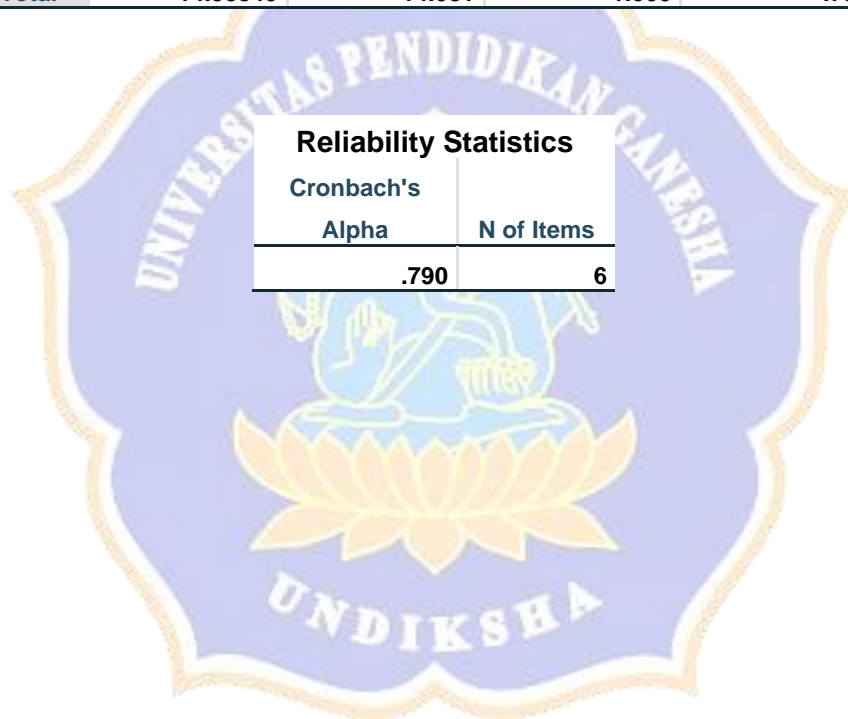 UNIVERSITAS PENDIDIKAN GANESHA
Reliability Statistics
Cronbach's
Alpha N of Items
.790 6
UNDIKSHA